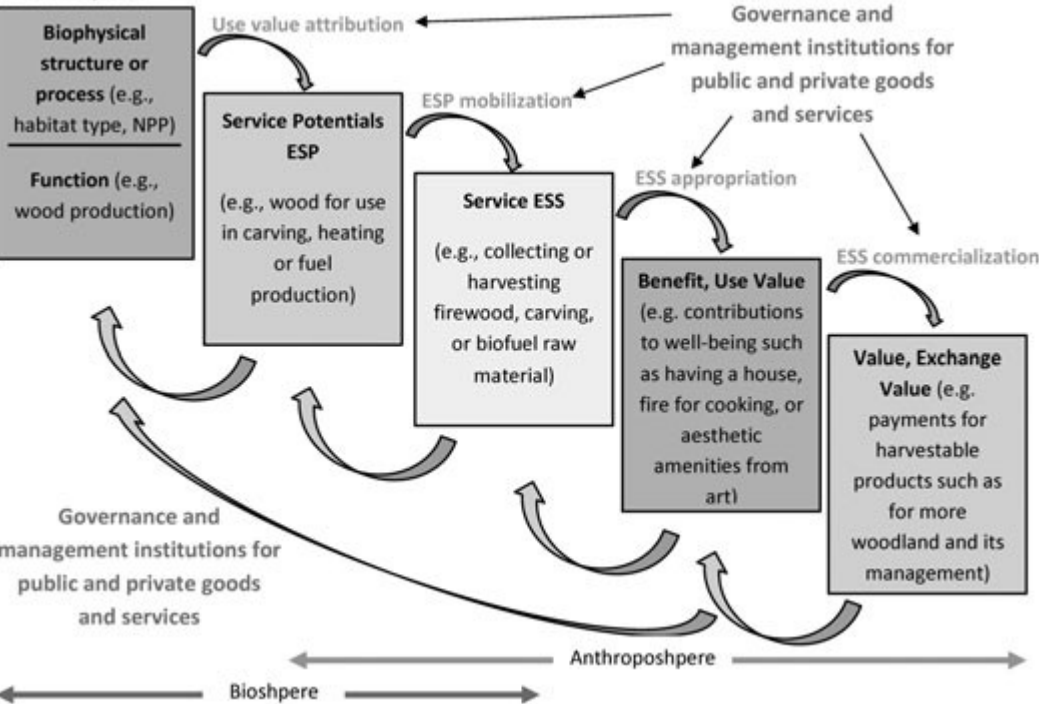 Biophysical
structure or
process (e.g.,
habitat type, NPP)
Function (e.g.,
wood production)
Use value attribution
Service Potentials
ESP
(e.g., wood for use
in carving, heating
or fuel
production)
ESP mobilization
Service ESS
(e.g., collecting or
harvesting
firewood, carving,
or biofuel raw
material)
Governance and
management institutions for
public and private goods
and services
ESS appropriation
Benefit, Use Value
(e.g. contributions
to well-being such
as having a house,
fire for cooking, or
aesthetic
amenities from
art)
ESS commercialization
Value, Exchange
Value (e.g.
payments for
harvestable
products such as
for more
woodland and its
management)
Governance and
management institutions for
public and private goods
and services
Anthroposhpere
Bioshpere